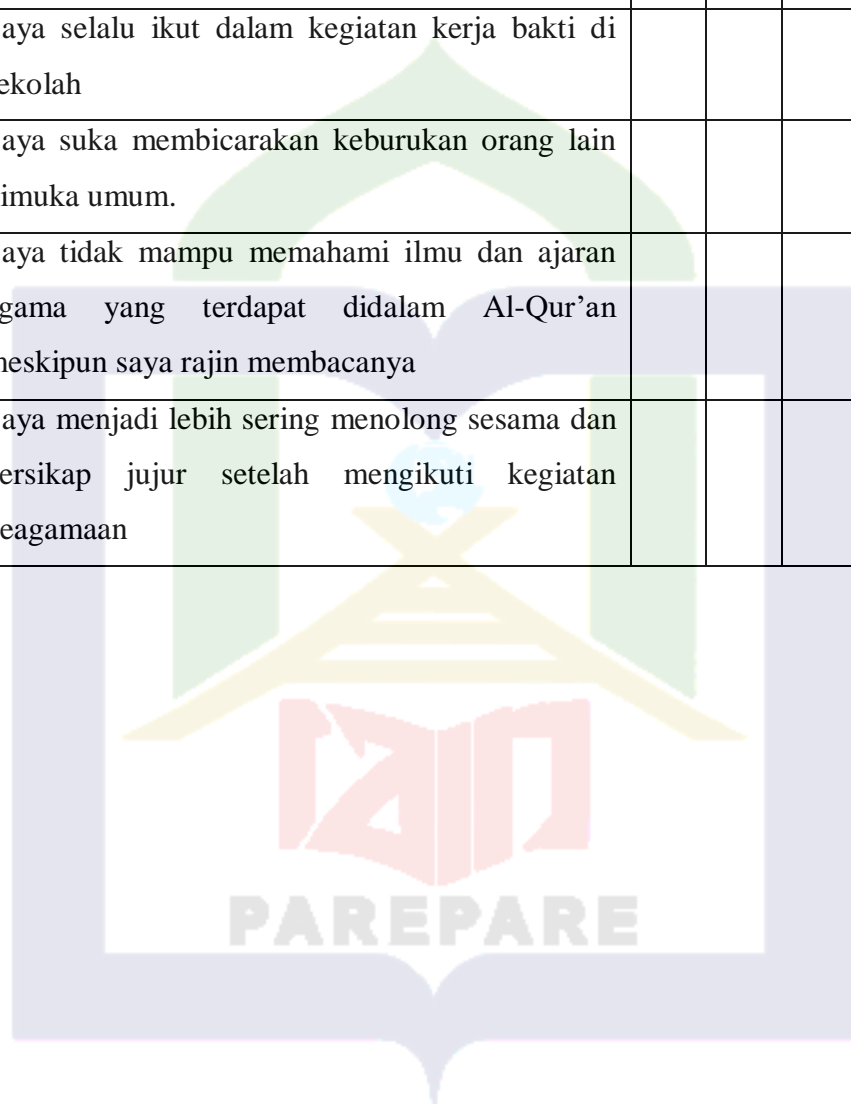 aya selalu ikut dalam kegiatan kerja bakti di
ekolah
aya suka membicarakan keburukan orang lain
imuka umum.
aya tidak mampu memahami ilmu dan ajaran
gama yang terdapat didalam Al-Qur’an
neskipun saya rajin membacanya
aya menjadi lebih sering menolong sesama dan
ersikap jujur setelah mengikuti kegiatan
eagamaan
PAREPARE